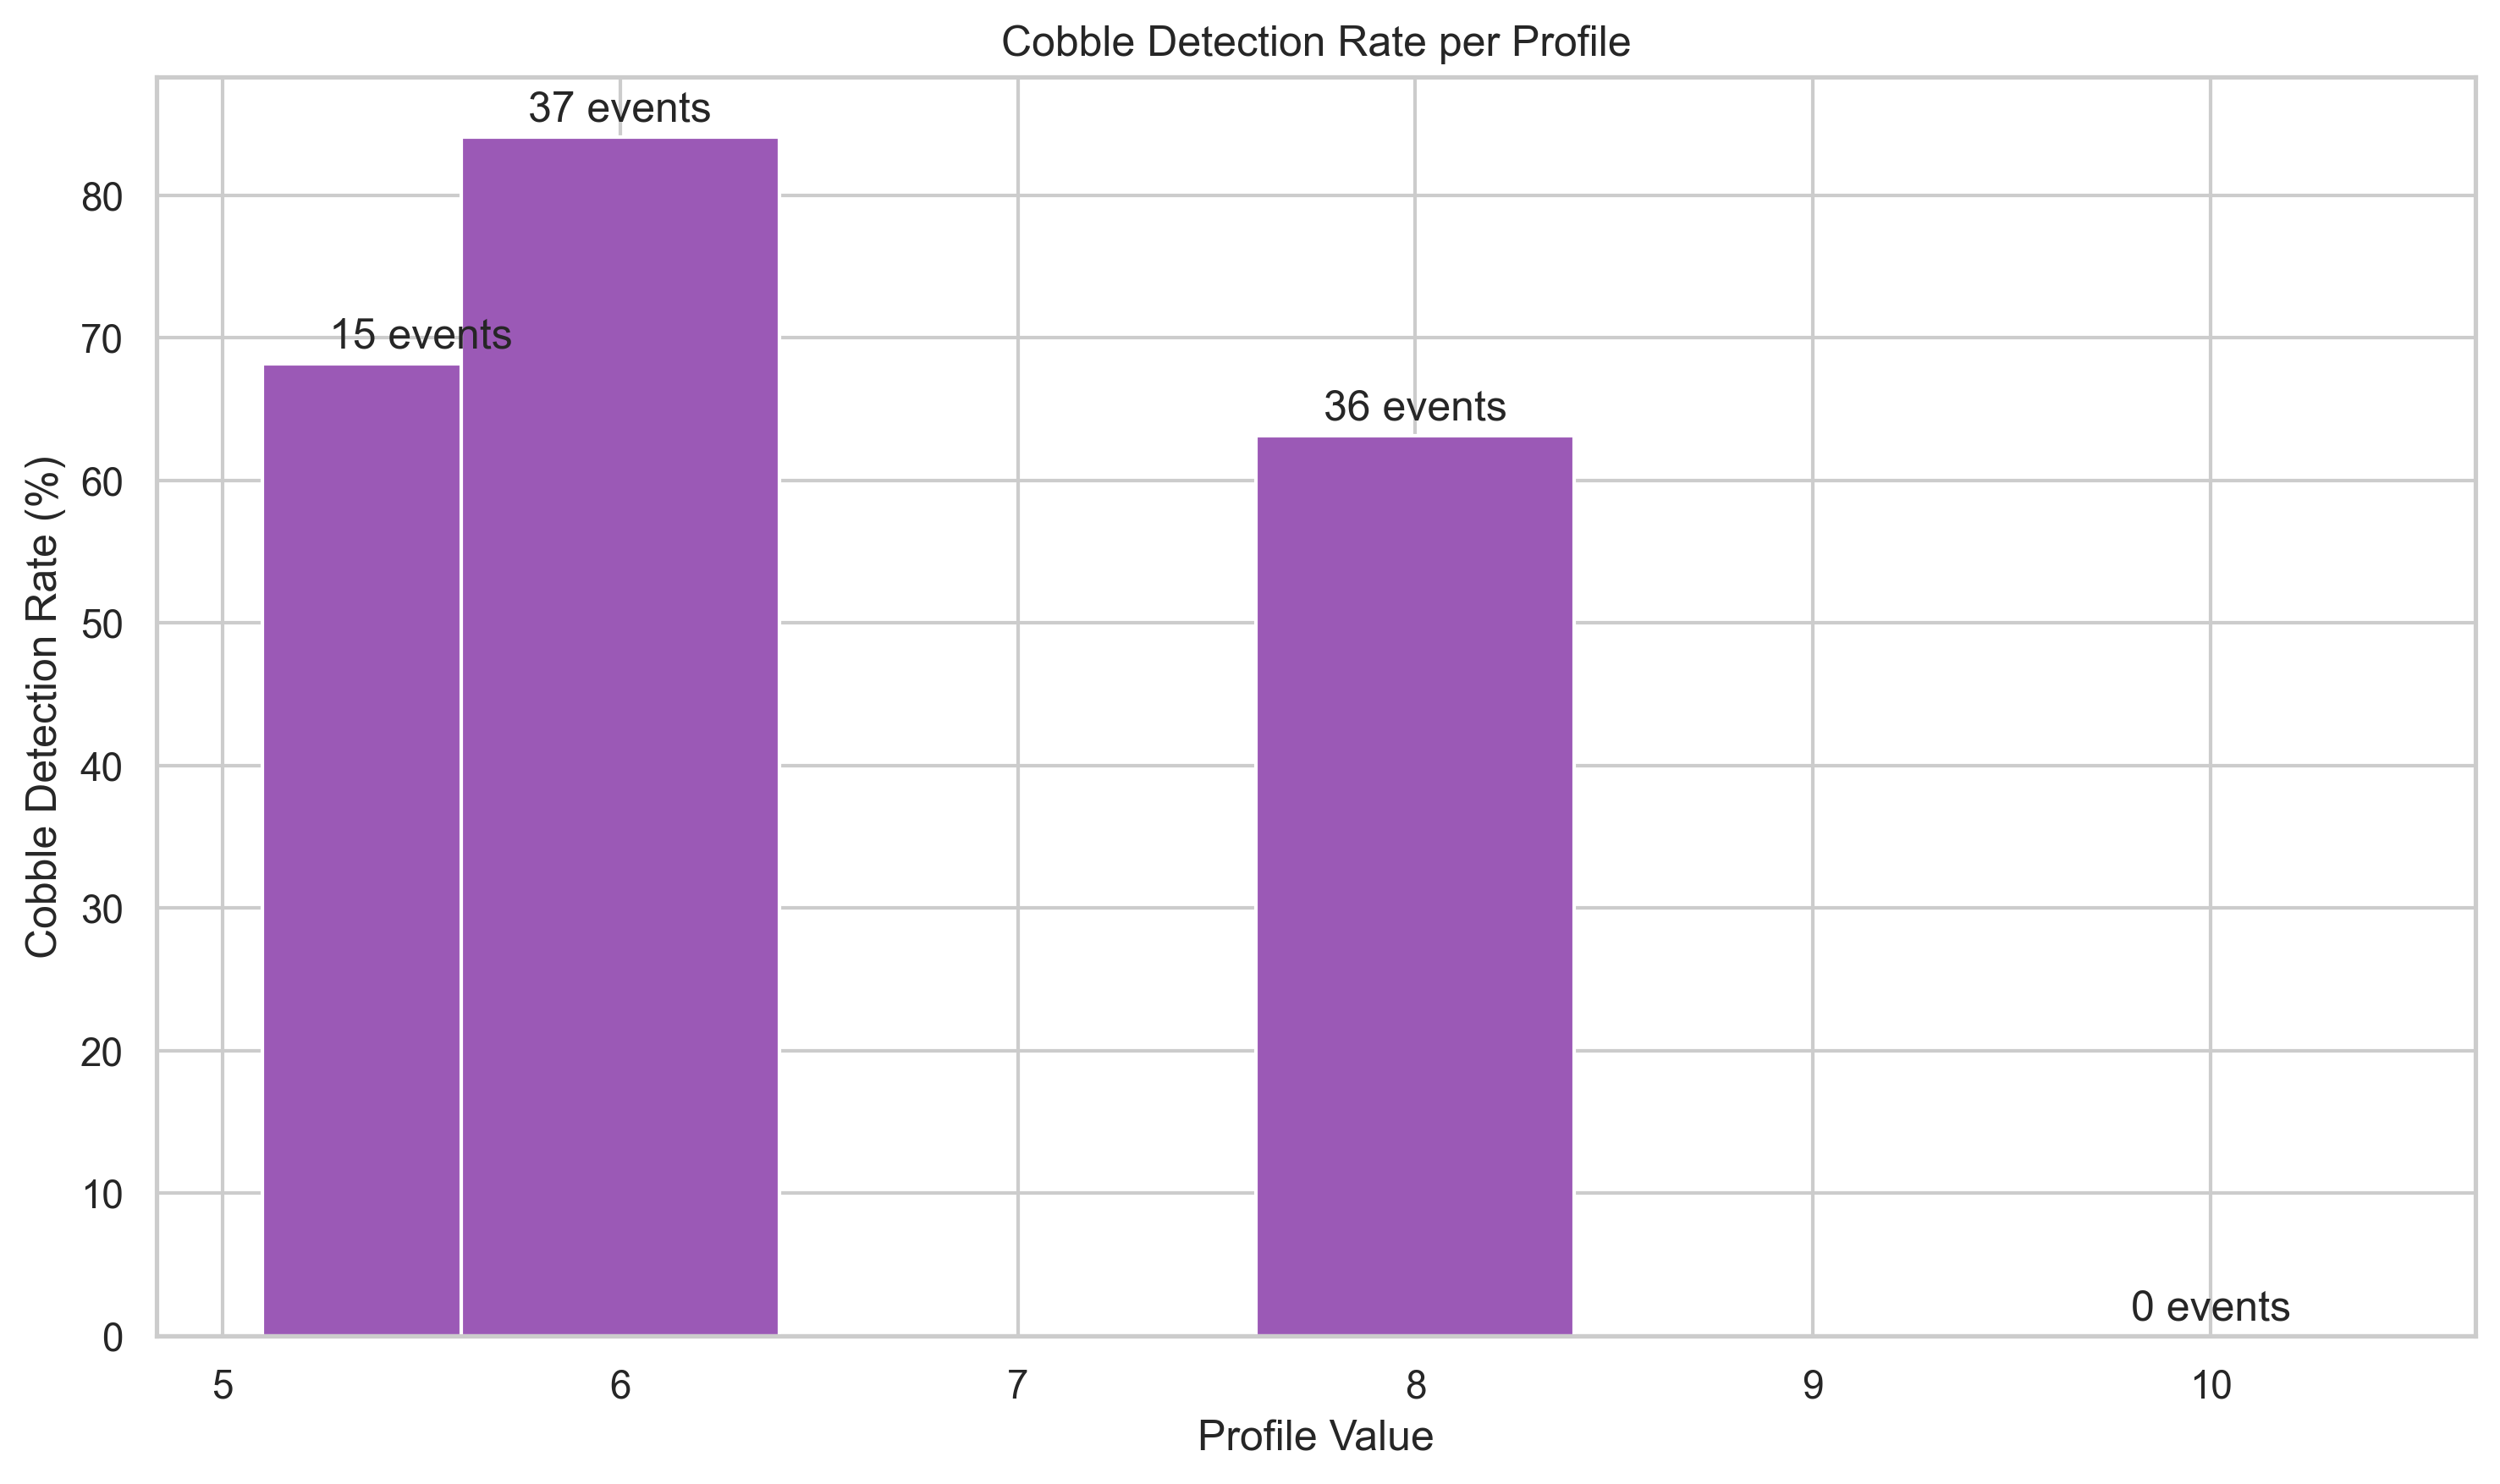 Cobble Detection Rate per Profile
37 events
15 events
36 events
0 events
80
70
60
50
40
30
20
10
0
Cobble Detection Rate (%)
5 6 7 8 9 10
Profile Value